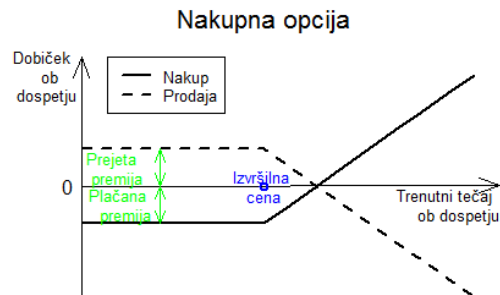 Nakupna opcija
Dobiček
ob
dospetju
Nakup
Prodaja
Prejeta
premija
Izvršilna
cena
0
Plačana
premija
Trenutni tečaj
ob dospetju